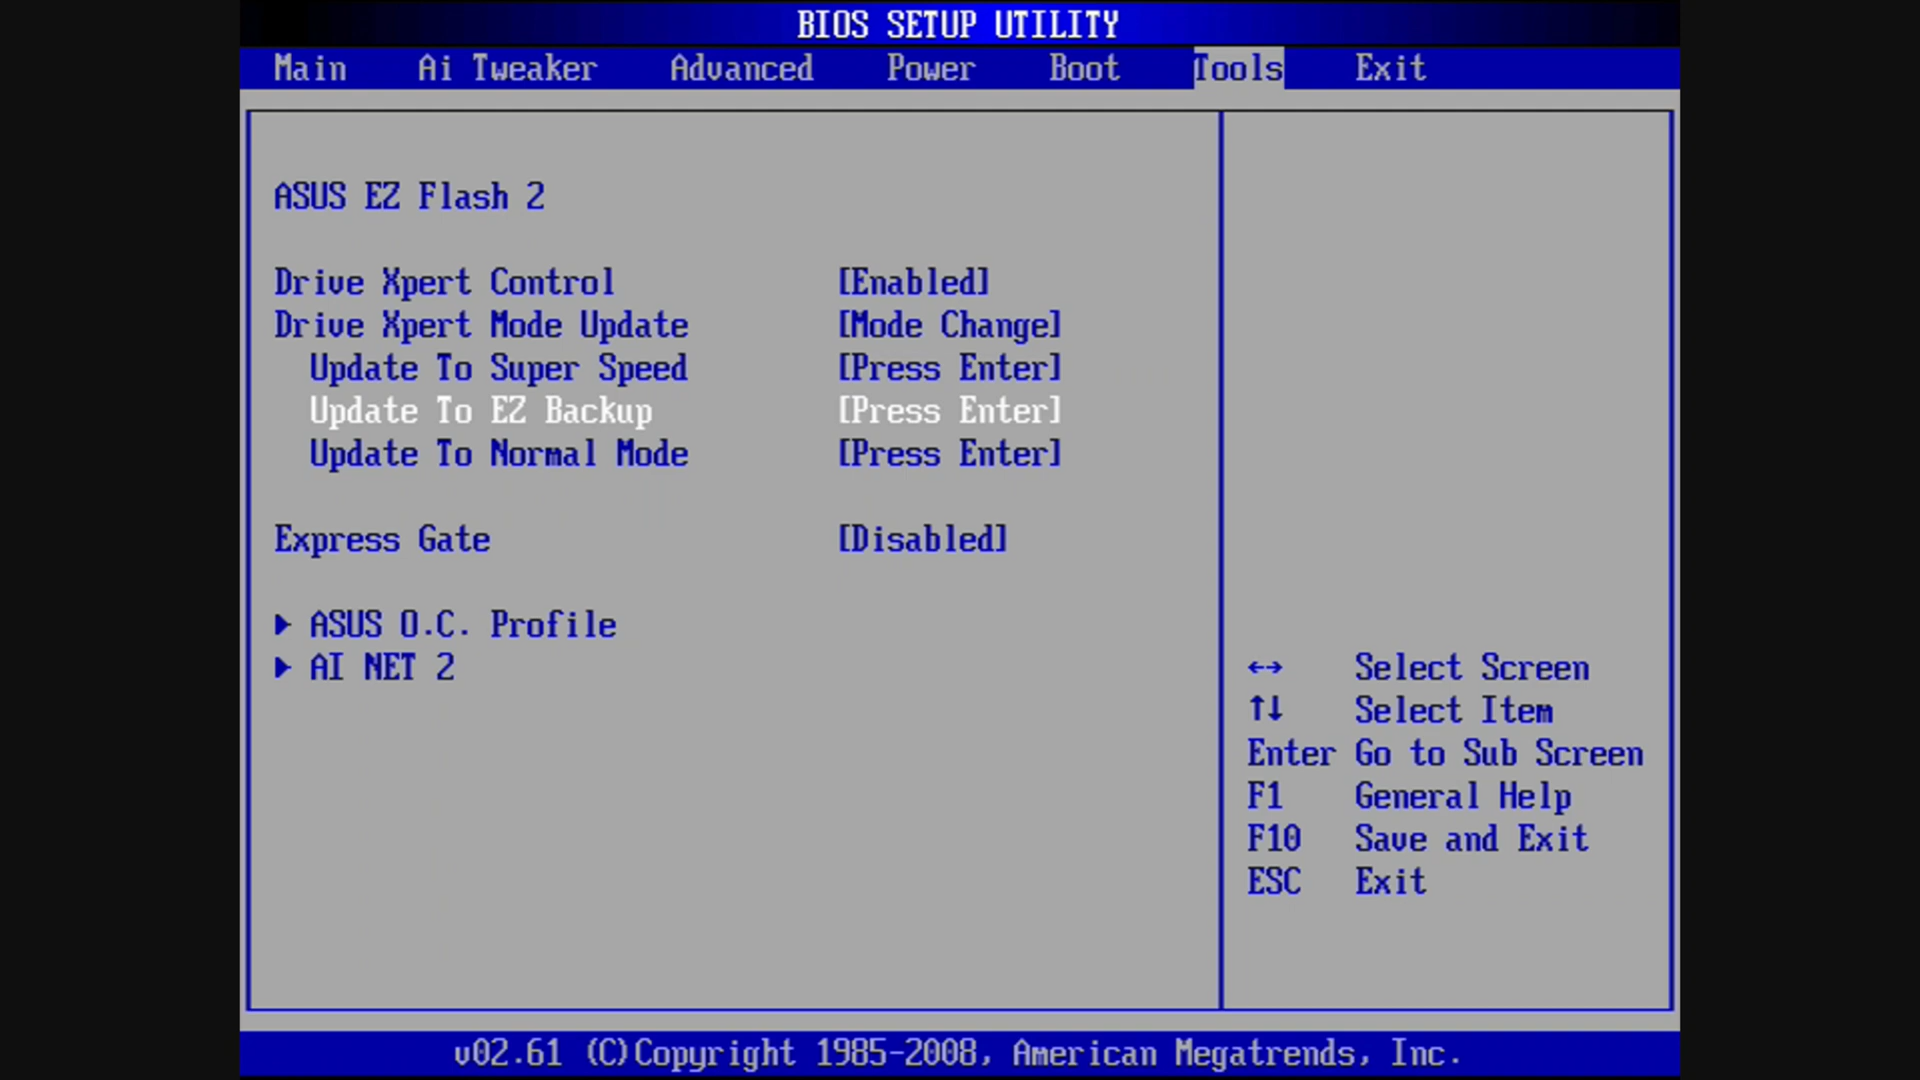 BIOS SETUP UTILITY
Main Ai Tweaker Advanced Power Boot Tools Exit
ASUS EZ Flash 2
Drive Xpert Control [Enabled]
Drive Xpert Mode Update [Mode Change]
Update To Super Speed [Press Enter]
Update To EZ Backup [Press Enter]
Update To Normal Mode [Press Enter]
Express Gate [Disabled]
ASUS O.C. Profile
AI NET 2
↔ Select Screen
↑↓ Select Item
Enter Go to Sub Screen
F1 General Help
F10 Save and Exit
ESC Exit
v02.61 (C)Copyright 1985-2008, American Megatrends, Inc.